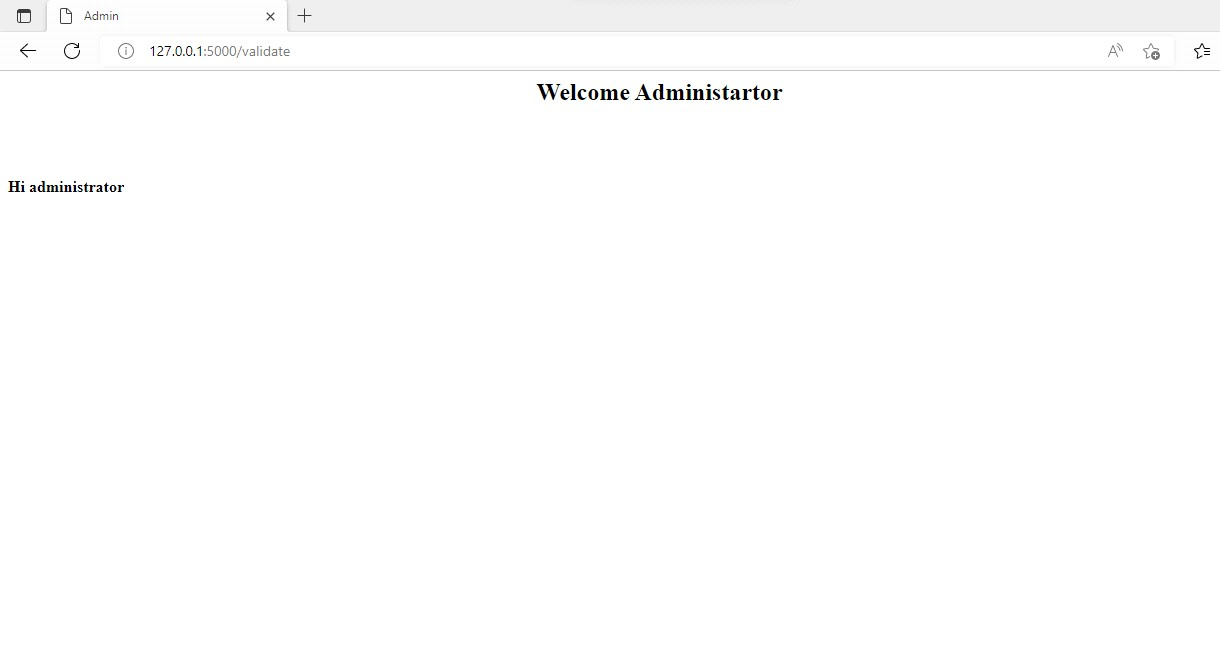 Admin
127.0.0.1:5000/validate
Welcome Administartor
Hi administrator